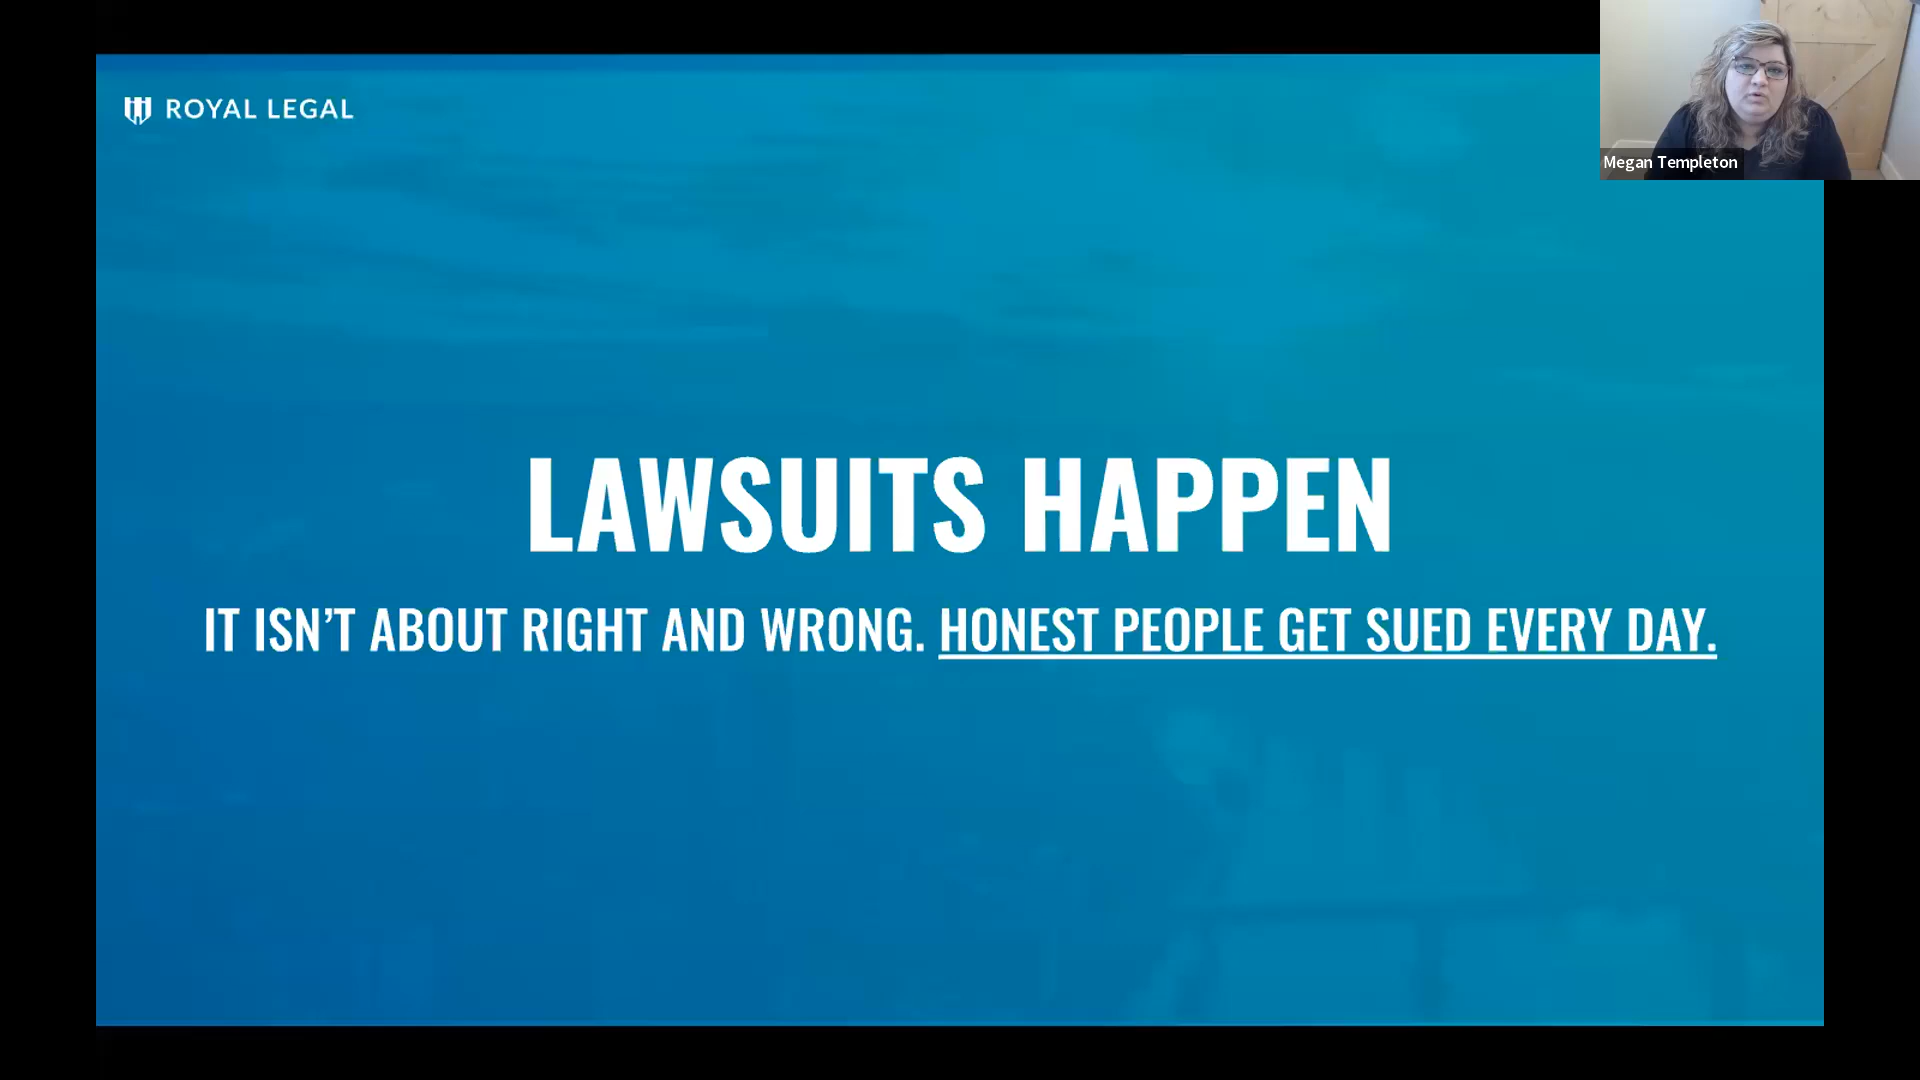 ROYAL LEGAL
Megan Templeton
LAWSUITS HAPPEN
IT ISN’T ABOUT RIGHT AND WRONG. HONEST PEOPLE GET SUED EVERY DAY.